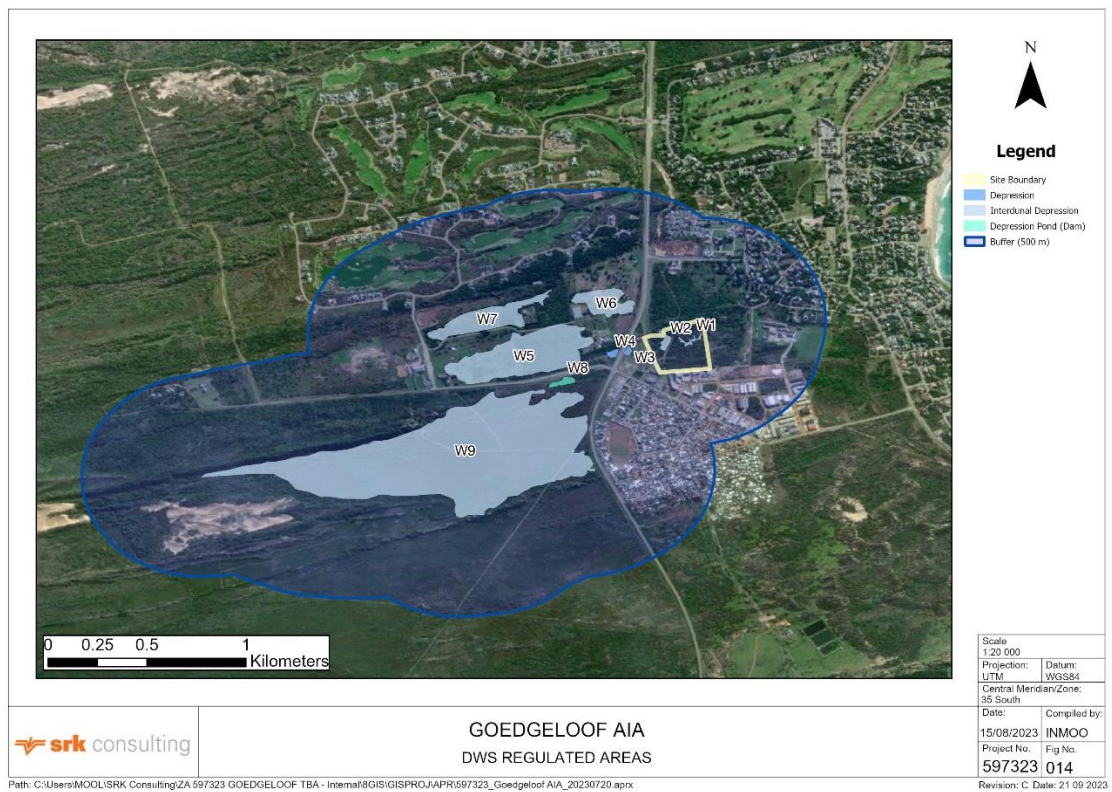 N
Legend
Site Boundary
Depression
Interdunal Depression
Depression Pond (Dam)
Buffer (500 m)
W6
W7
W2 W1
W4
W5
W3
W8
W9
0 0.25 0.5 1
Kilometers
Scale
1:20 000
Projection: Datum:
UTM WGS84
Central Meridian/Zone:
35 South
Date: Compiled by:
15/08/2023 INMOO
Project No. Fig No.
597323 014
srk consulting
GOEDGELOOF AIA
DWS REGULATED AREAS
Path: C:\Users\MOOL\SRK Consulting\ZA 597323 GOEDGELOOF TBA - Internal\8GIS\GISPROJ\APR\597323_Goedgeloof AIA_20230720.aprx
Revision: C Date: 21 09 2023